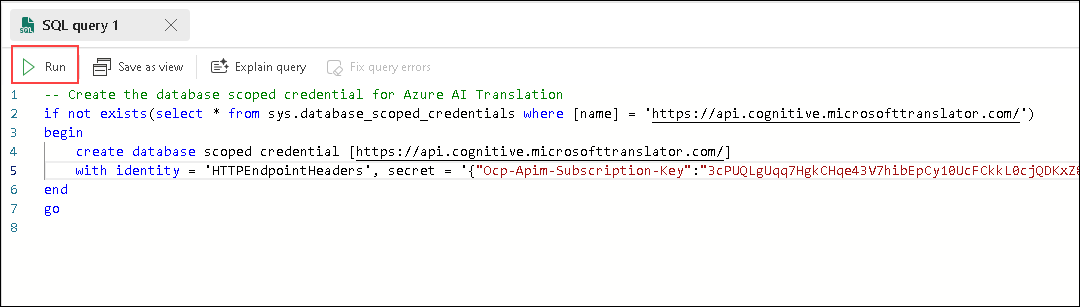 SQL query 1
Run Save as view Explain query Fix query errors
1 -- Create the database scoped credential for Azure AI Translation
2 if not exists(select * from sys.database_scoped_credentials where [name] = 'https://api.cognitive.microsofttranslator.com/')
3 begin
4 create database scoped credential [https://api.cognitive.microsofttranslator.com/]
5 with identity = 'HTTPEndpointHeaders', secret = '{"Ocp-Apim-Subscription-Key":
6 end
7 go
8